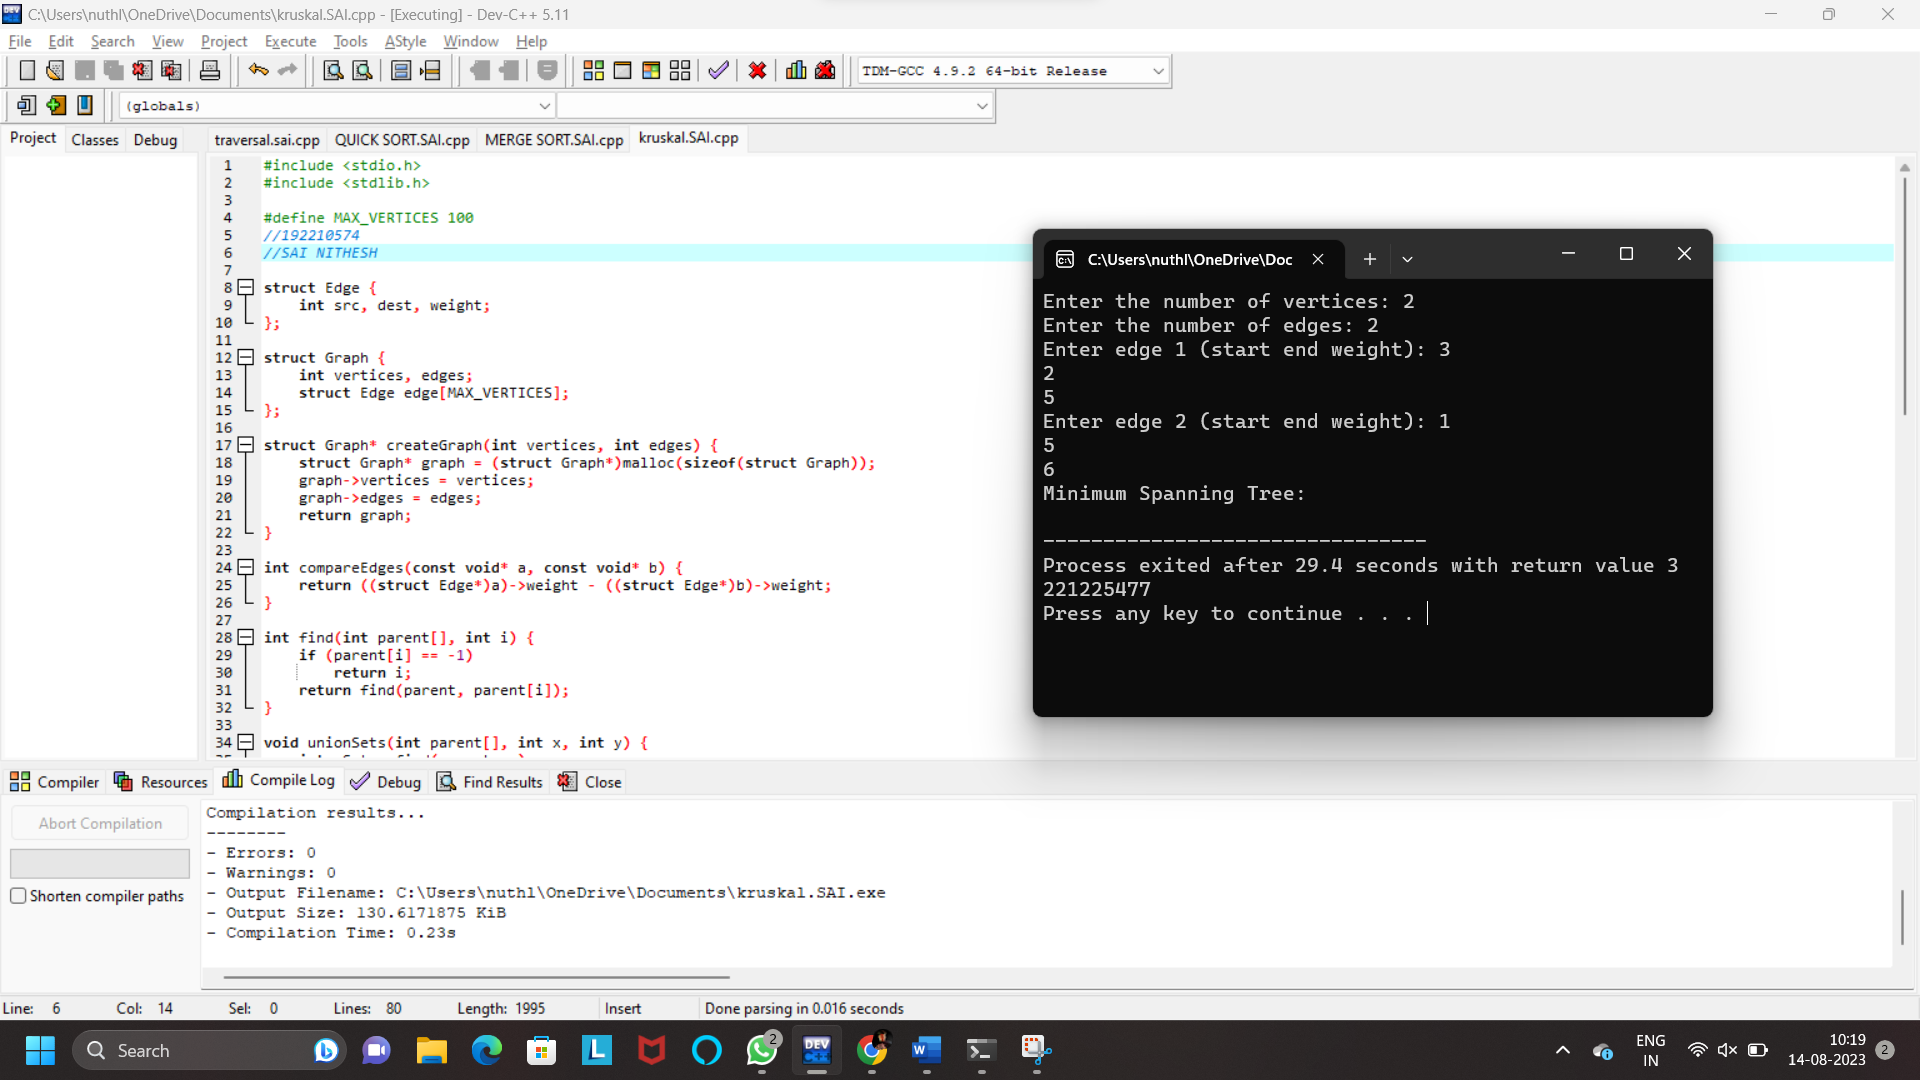 C:\Users\nuthl\OneDrive\Documents\kruskal.SAI.cpp - [Executing] - Dev-C++ 5.11
File Edit Search View Project Execute Tools AStyle Window Help
TDM-GCC 4.9.2 64-bit Release
(globals)
Project Classes Debug
traversal.sai.cpp QUICK SORT.SAI.cpp MERGE SORT.SAI.cpp kruskal.SAI.cpp
1 #include <stdio.h>
2 #include <stdlib.h>
3
4 #define MAX_VERTICES 100
5 //192210574
6 //SAI NITHESH
7
8 struct Edge {
9 int src, dest, weight;
10 };
11
12 struct Graph {
13 int vertices, edges;
14 struct Edge edge[MAX_VERTICES];
15 };
16
17 struct Graph* createGraph(int vertices, int edges) {
18 struct Graph* graph = (struct Graph*)malloc(sizeof(struct Graph));
19 graph->vertices = vertices;
20 graph->edges = edges;
21 return graph;
22 }
23
24 int compareEdges(const void* a, const void* b) {
25 return ((struct Edge*)a)->weight - ((struct Edge*)b)->weight;
26 }
27
28 int find(int parent[], int i) {
29 if (parent[i] == -1)
30 return i;
31 return find(parent, parent[i]);
32 }
33
34 void unionSets(int parent[], int x, int y) {
C:\Users\nuthl\OneDrive\Doc
Enter the number of vertices: 2
Enter the number of edges: 2
Enter edge 1 (start end weight): 3
2
5
Enter edge 2 (start end weight): 1
5
6
Minimum Spanning Tree:
--------------------------------
Process exited after 29.4 seconds with return value 3
221225477
Press any key to continue . . .
Compiler Resources Compile Log Debug Find Results Close
Abort Compilation
Shorten compiler paths
Compilation results...
--------
- Errors: 0
- Warnings: 0
- Output Filename: C:\Users\nuthl\OneDrive\Documents\kruskal.SAI.exe
- Output Size: 130.6171875 KiB
- Compilation Time: 0.23s
Line: 6 Col: 14 Sel: 0 Lines: 80 Length: 1995 Insert Done parsing in 0.016 seconds
Search
2
DEV
C++
ENG
IN
10:19
14-08-2023
2